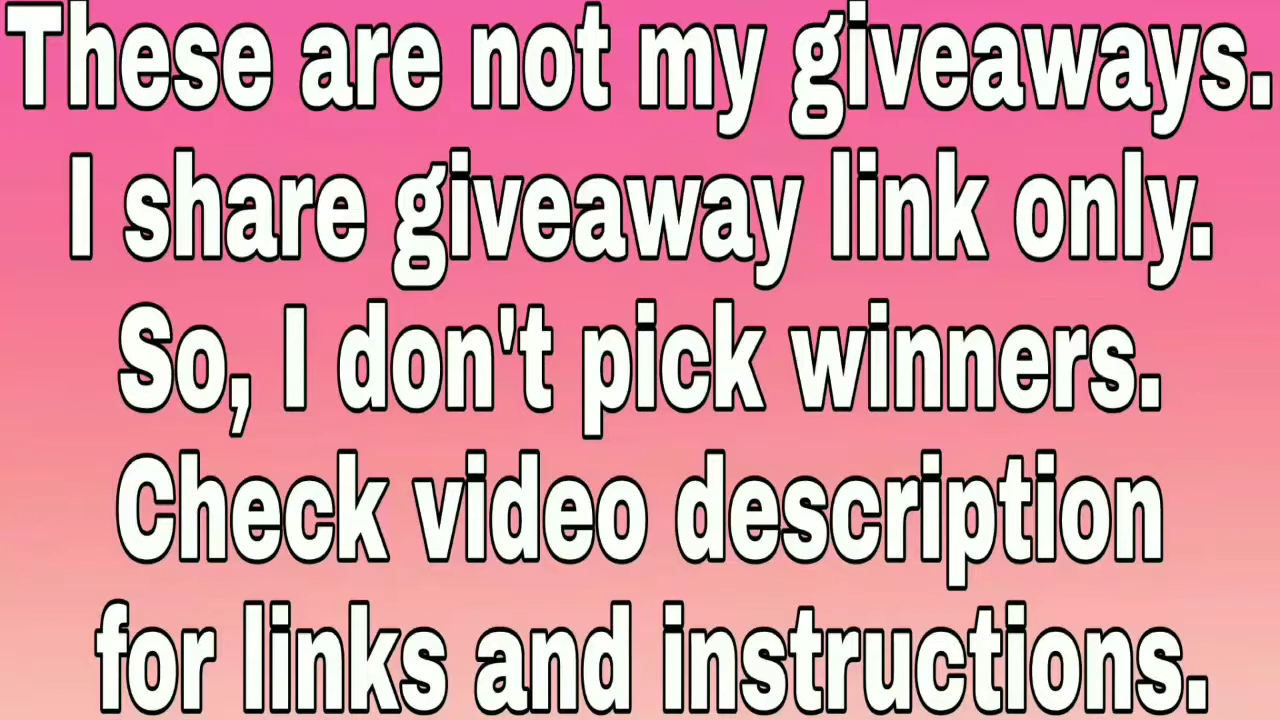 These are not my giveaways.
I share giveaway link only.
So, I don't pick winners.
Check video description
for links and instructions.